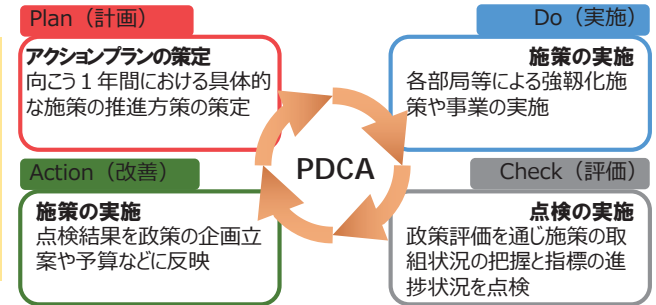 Plan（計画）
アクションプランの策定
向こう１年間における具体的
な施策の推進方策の策定
Do（実施）
施策の実施
各部局等による強靱化施
策や事業の実施
PDCA
Action（改善）
施策の実施
点検結果を政策の企画立
案や予算などに反映
Check（評価）
点検の実施
政策評価を通じ施策の取
組状況の把握と指標の進
捗状況を点検